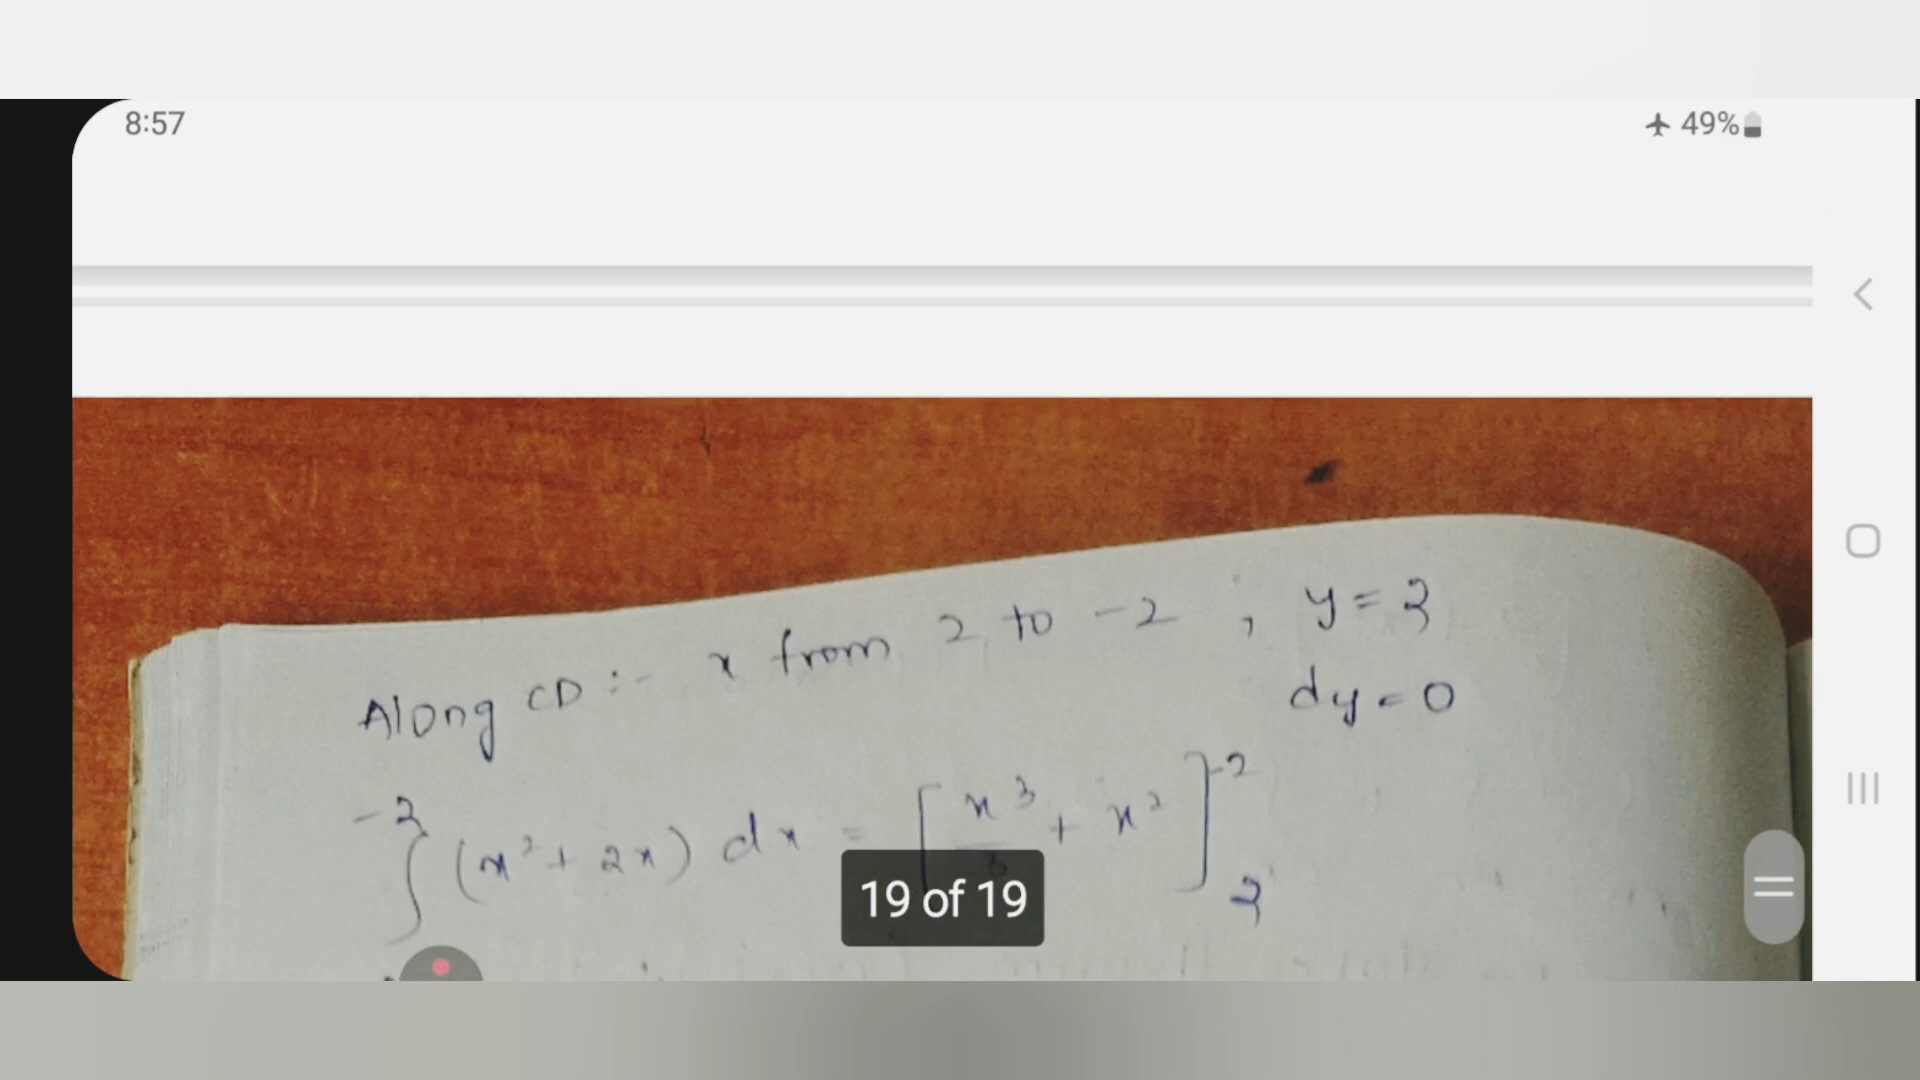 8:57
49%
Along CD :- x from 2 to -2 , y = 3
dy = 0
-2 ∫ (x² + 2x) dx = [ x³/3 + x² ]-2 2
19 of 19